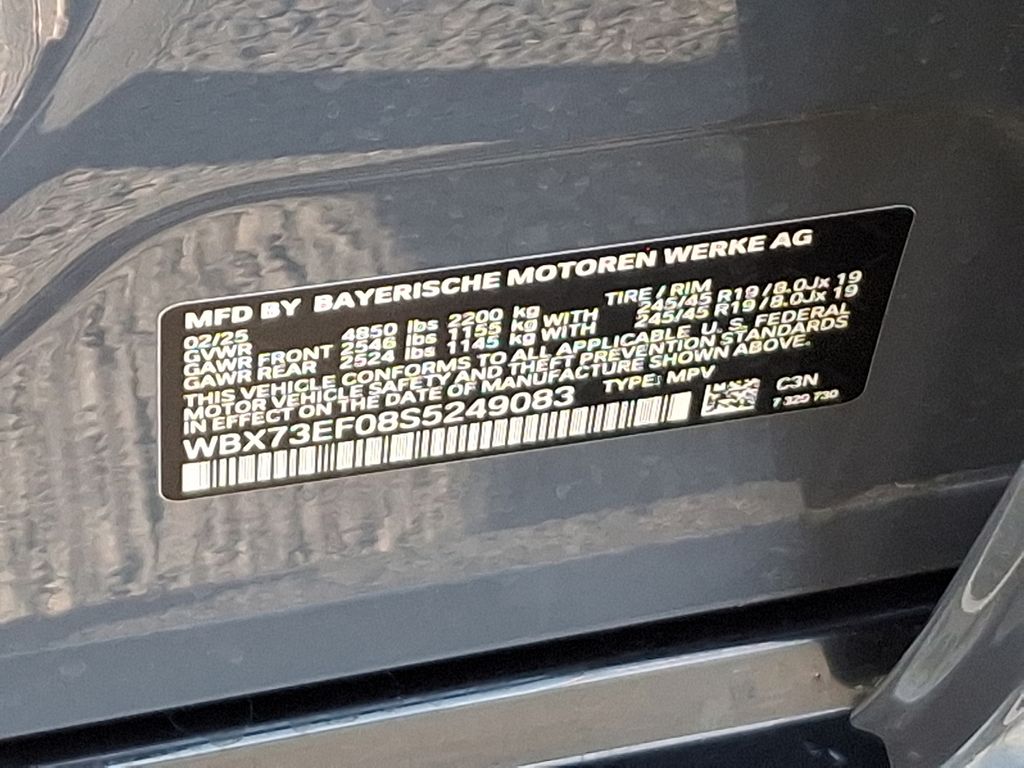 MFD BY BAYERISCHE MOTOREN WERKE AG
02/25 TIRE / RIM
GVWR 4850 lbs 2200 kg
GAWR FRONT 2546 lbs 1155 kg WITH 245/45 R19 /8.0Jx 19
GAWR REAR 2524 lbs 1145 kg WITH 245/45 R19 /8.0Jx 19
THIS VEHICLE CONFORMS TO ALL APPLICABLE U. S. FEDERAL
MOTOR VEHICLE SAFETY AND THEFT PREVENTION STANDARDS
IN EFFECT ON THE DATE OF MANUFACTURE SHOWN ABOVE.
WBX73EF08S5249083 TYPE: MPV
C3N
7 329 730